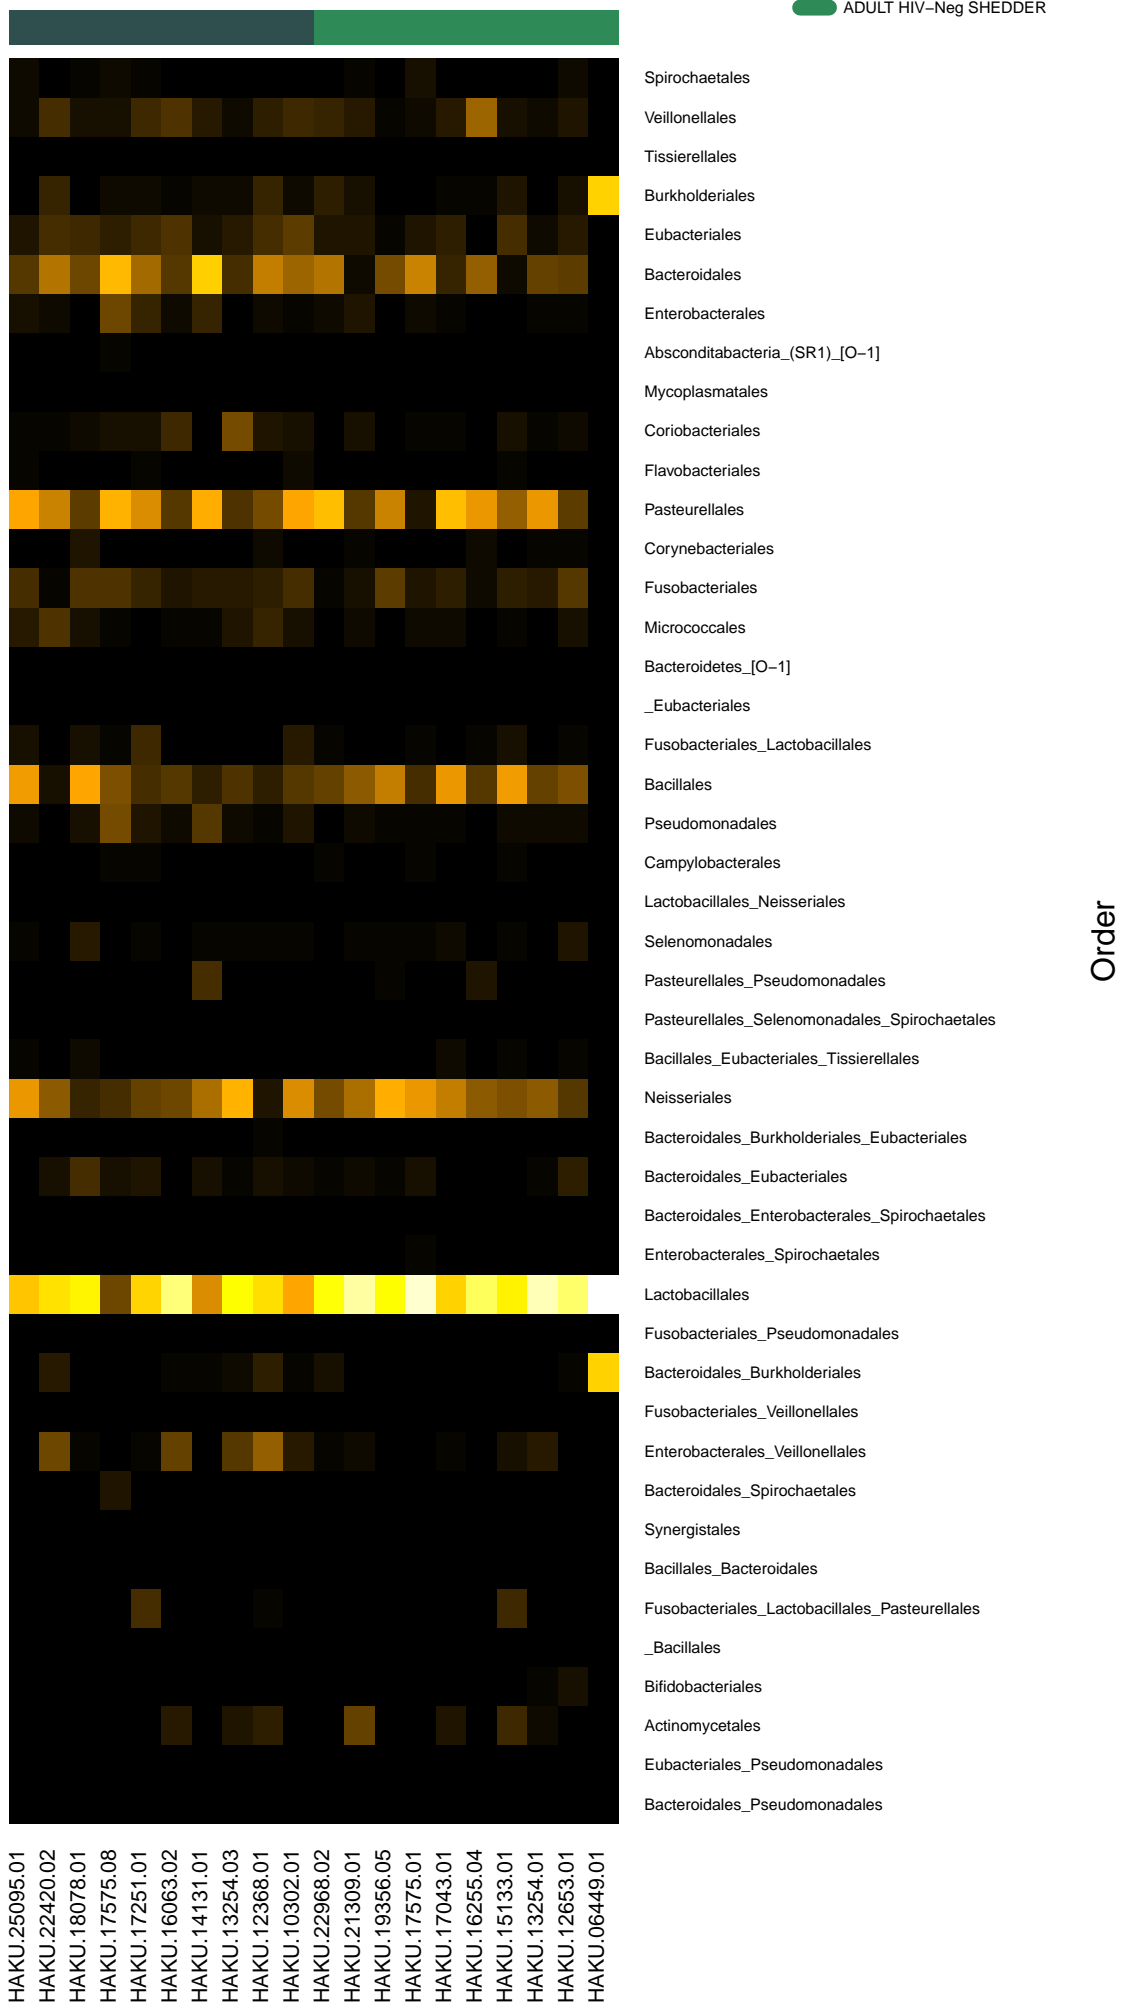 ADULT HIV−Neg SHEDDER
Spirochaetales
Veillonellales
Tissierellales
Burkholderiales
Eubacteriales
Bacteroidales
Enterobacterales
Absconditabacteria_(SR1)_[O−1]
Mycoplasmatales
Coriobacteriales
Flavobacteriales
Pasteurellales
Corynebacteriales
Fusobacteriales
Micrococcales
Bacteroidetes_[O−1]
_Eubacteriales
Fusobacteriales_Lactobacillales
Bacillales
Pseudomonadales
Campylobacterales
Lactobacillales_Neisseriales
Selenomonadales
Pasteurellales_Pseudomonadales
Pasteurellales_Selenomonadales_Spirochaetales
Bacillales_Eubacteriales_Tissierellales
Neisseriales
Bacteroidales_Burkholderiales_Eubacteriales
Bacteroidales_Eubacteriales
Bacteroidales_Enterobacterales_Spirochaetales
Enterobacterales_Spirochaetales
Lactobacillales
Fusobacteriales_Pseudomonadales
Bacteroidales_Burkholderiales
Fusobacteriales_Veillonellales
Enterobacterales_Veillonellales
Bacteroidales_Spirochaetales
Synergistales
Bacillales_Bacteroidales
Fusobacteriales_Lactobacillales_Pasteurellales
_Bacillales
Bifidobacteriales
Actinomycetales
Eubacteriales_Pseudomonadales
Bacteroidales_Pseudomonadales
Order
HAKU.25095.01
HAKU.22420.02
HAKU.18078.01
HAKU.17575.08
HAKU.17251.01
HAKU.16063.02
HAKU.14131.01
HAKU.13254.03
HAKU.12368.01
HAKU.10302.01
HAKU.22968.02
HAKU.21309.01
HAKU.19356.05
HAKU.17575.01
HAKU.17043.01
HAKU.16255.04
HAKU.15133.01
HAKU.13254.01
HAKU.12653.01
HAKU.06449.01